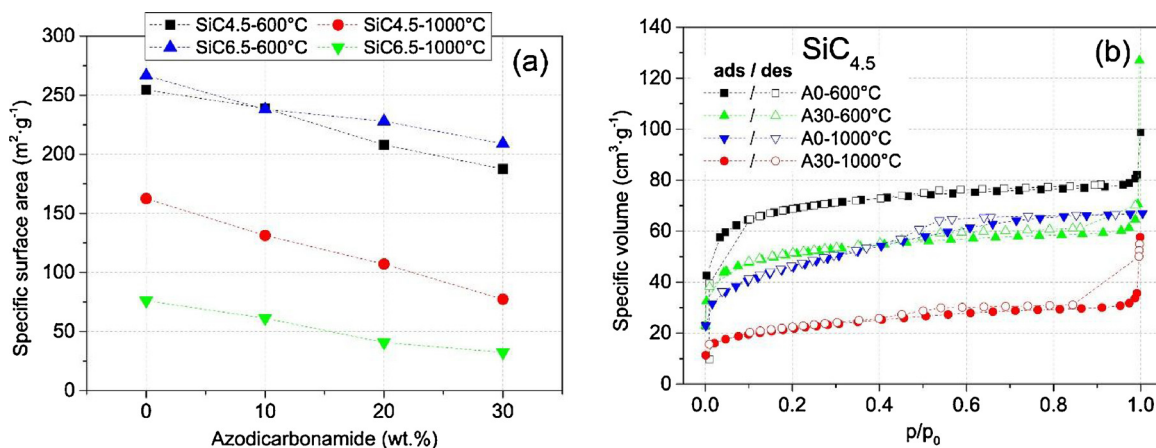 SiC4.5-600°C SiC4.5-1000°C
SiC6.5-600°C SiC6.5-1000°C
(a)
300
250
200
150
100
50
0
Specific surface area (m²·g⁻¹)
0 10 20 30
Azodicarbonamide (wt.%)
(b)
SiC₄.₅
ads / des
/ A0-600°C
/ A30-600°C
/ A0-1000°C
/ A30-1000°C
140
120
100
80
60
40
20
0
Specific volume (cm³·g⁻¹)
0.0 0.2 0.4 0.6 0.8 1.0
p/p₀